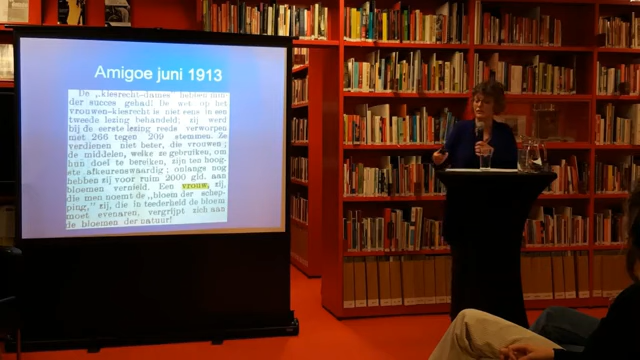 Amigoe juni 1913
De „kiesrecht-dames" hebben min-
der succes gehad! De wet op het
vrouwen-kiesrecht is niet eens in een
tweede lezing behandeld; zij werd
bij de eerste lezing reeds verworpen
met 266 tegen 209 stemmen. Ze
verdienen niet beter, die vrouwen;
de middelen, welke ze gebruiken, om
hun doel te bereiken, zijn ten hoog-
ste afkeurenswaardig; onlangs nog
hebben zij voor ruim 2000 gld. aan
bloemen vernield. Een vrouw, zij,
die men noemt de „bloem der schep-
ping," zij, die in teederheid de bloem
moet evenaren, vergrijpt zich aan
de bloemen der natuur!